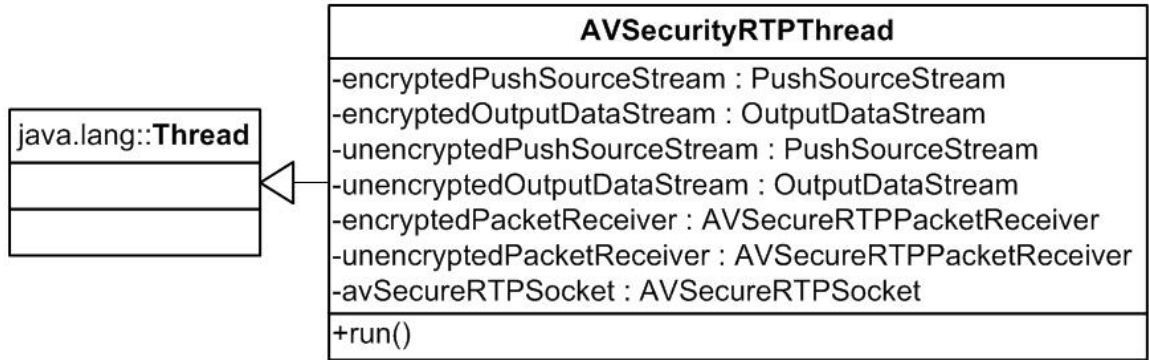 AVSecurityRTPThread
-encryptedPushSourceStream : PushSourceStream
-encryptedOutputDataStream : OutputDataStream
-unencryptedPushSourceStream : PushSourceStream
-unencryptedOutputDataStream : OutputDataStream
-encryptedPacketReceiver : AVSecureRTPPacketReceiver
-unencryptedPacketReceiver : AVSecureRTPPacketReceiver
-avSecureRTPSocket : AVSecureRTPSocket
+run()
java.lang::Thread